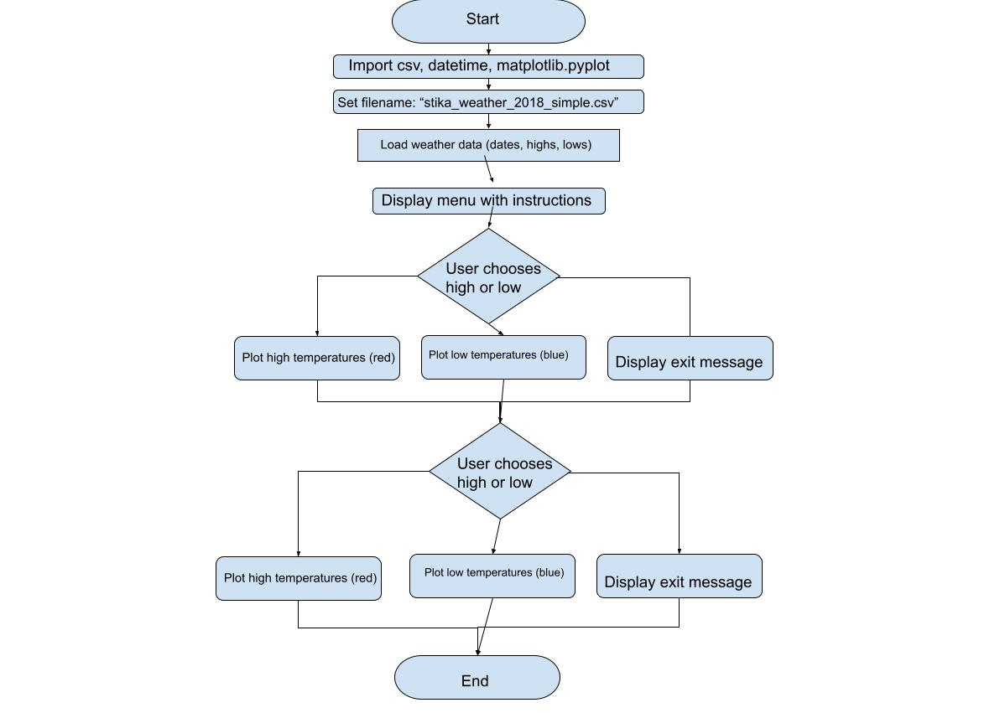 Start
Import csv, datetime, matplotlib.pyplot
Set filename: “stika_weather_2018_simple.csv”
Load weather data (dates, highs, lows)
Display menu with instructions
User chooses
high or low
Plot high temperatures (red)
Plot low temperatures (blue)
Display exit message
User chooses
high or low
Plot high temperatures (red)
Plot low temperatures (blue)
Display exit message
End